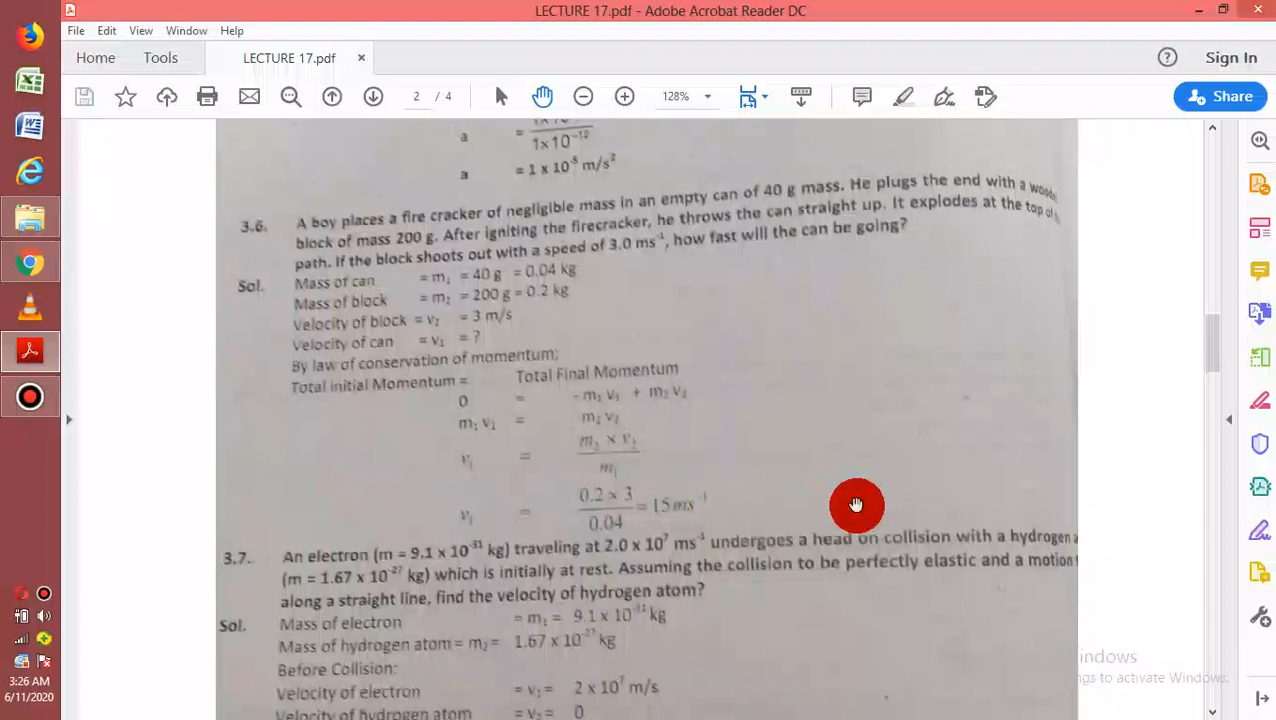 LECTURE 17.pdf - Adobe Acrobat Reader DC
File Edit View Window Help
Home Tools LECTURE 17.pdf × ? Sign In
2 / 4 128% Share
a =
1x10⁻¹²
a = 1 x 10⁻⁵ m/s²
3.6. A boy places a fire cracker of negligible mass in an empty can of 40 g mass. He plugs the end with a
block of mass 200 g. After igniting the firecracker, he throws the can straight up. It explodes at the top of
path. If the block shoots out with a speed of 3.0 ms⁻¹, how fast will the can be going?
Sol. Mass of can = m₁ = 40 g = 0.04 kg
Mass of block = m₂ = 200 g = 0.2 kg
Velocity of block = v₂ = 3 m/s
Velocity of can = v₁ = ?
By law of conservation of momentum;
Total initial Momentum = Total Final Momentum
0 = - m₁ v₁ + m₂ v₂
m₁ v₁ = m₂ v₂
m₂ × v₂
v₁ =
m₁
0.2 × 3
v₁ = = 15ms⁻¹
0.04
3.7. An electron (m = 9.1 x 10⁻³¹ kg) traveling at 2.0 x 10⁷ ms⁻¹ undergoes a head on collision with a hydrogen
(m = 1.67 x 10⁻²⁷ kg) which is initially at rest. Assuming the collision to be perfectly elastic and a motion
along a straight line, find the velocity of hydrogen atom?
Sol. Mass of electron = m₁ = 9.1 x 10⁻³¹ kg
Mass of hydrogen atom = m₂ = 1.67 x 10⁻²⁷ kg
Before Collision:
Velocity of electron = v₁ = 2 x 10⁷ m/s
Velocity of hydrogen atom = v₂ = 0
indows
ngs to activate Windows.
3:26 AM
6/11/2020